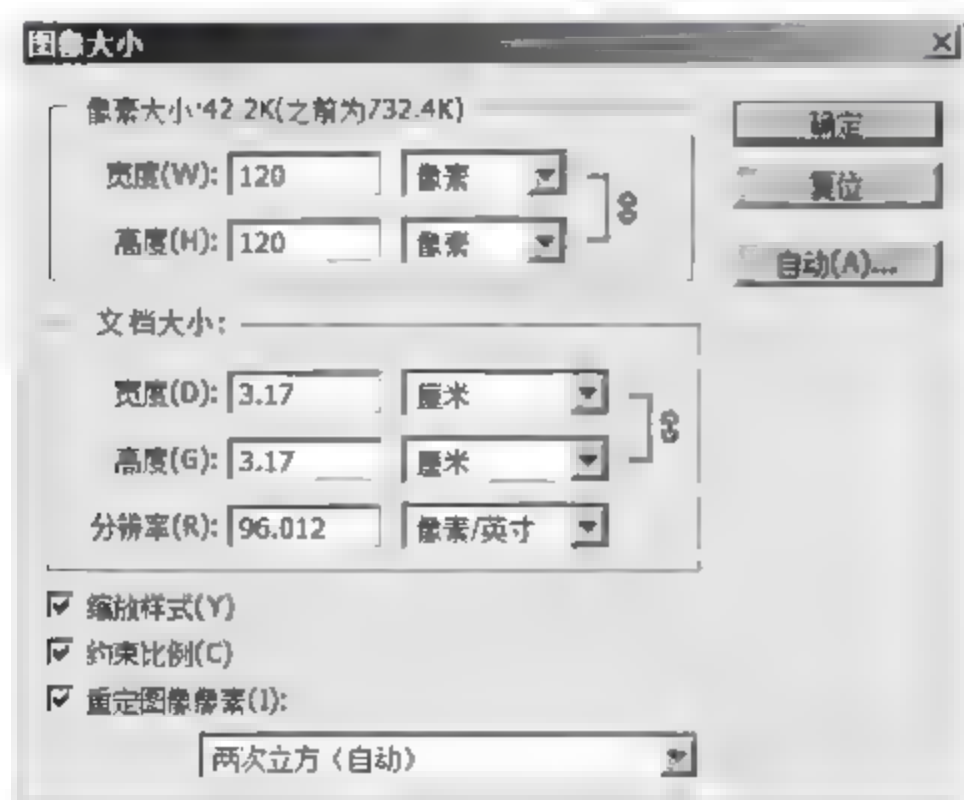 图像大小
像素大小:42.2K(之前为732.4K)
确定
宽度(W): 120 像素
复位
高度(H): 120 像素
自动(A)...
文档大小:
宽度(D): 3.17 厘米
高度(G): 3.17 厘米
分辨率(R): 96.012 像素/英寸
缩放样式(Y)
约束比例(C)
重定图像像素(I):
两次立方（自动）